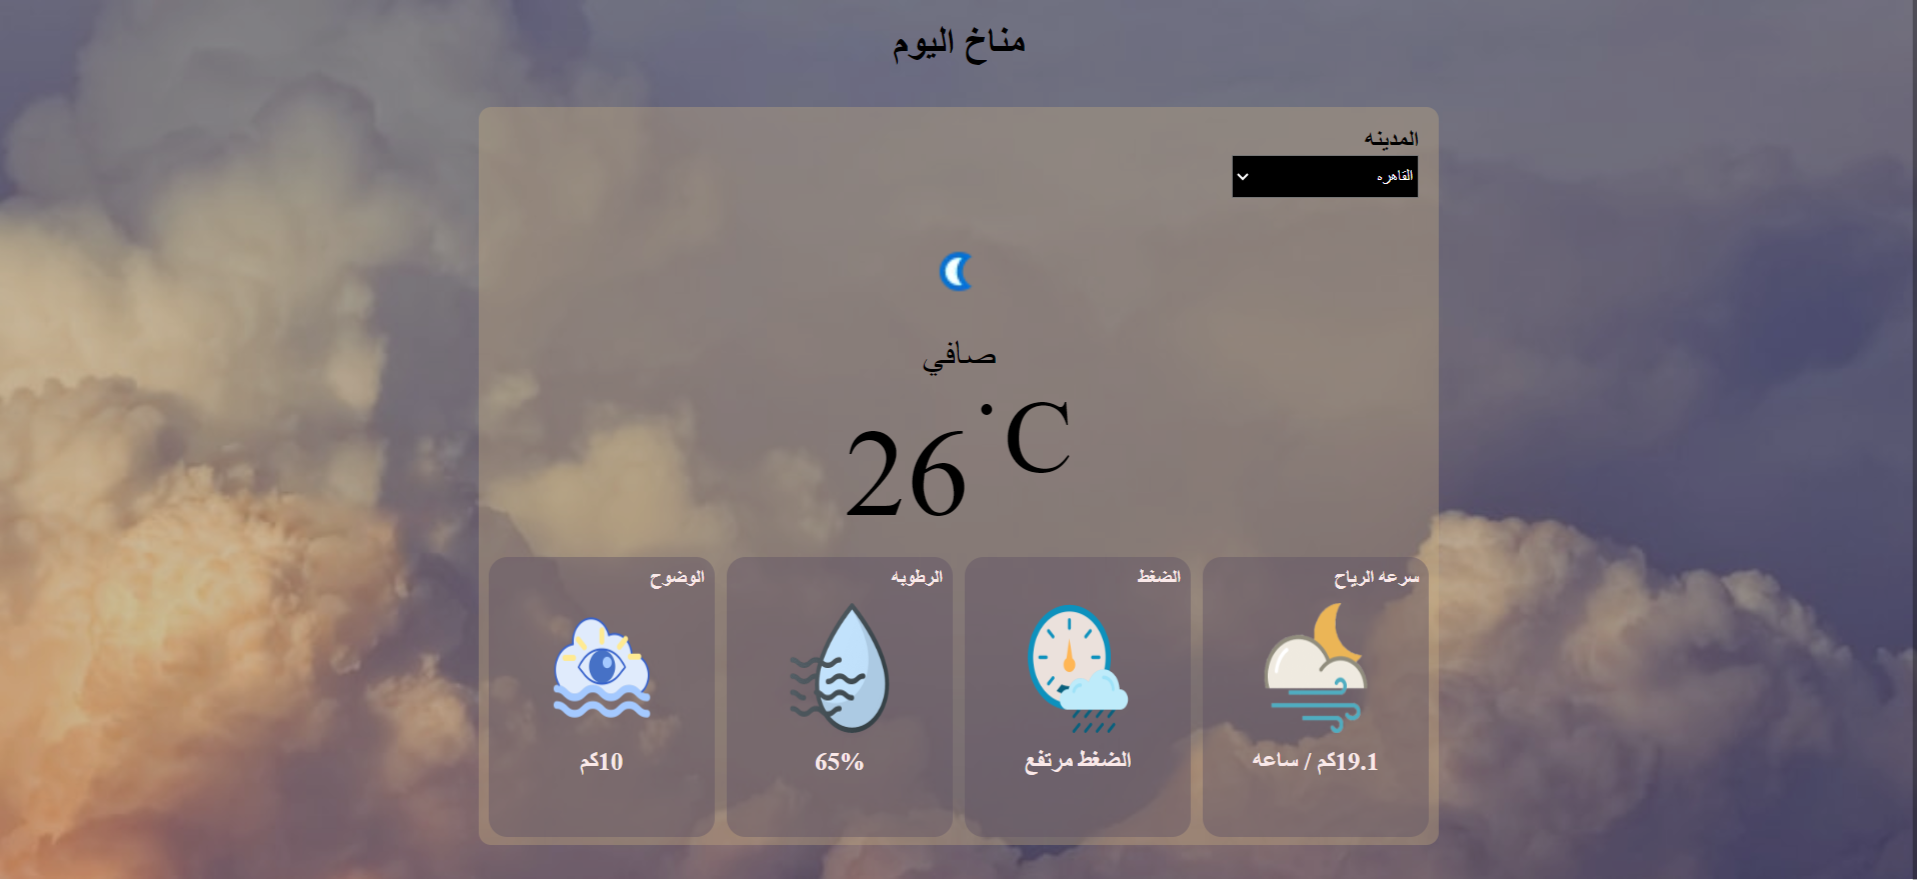 مناخ اليوم
المدينه
القاهره
صافي
26˙C
سرعه الرياح
19.1كم / ساعه
الضغط
الضغط مرتفع
الرطوبه
65%
الوضوح
10كم